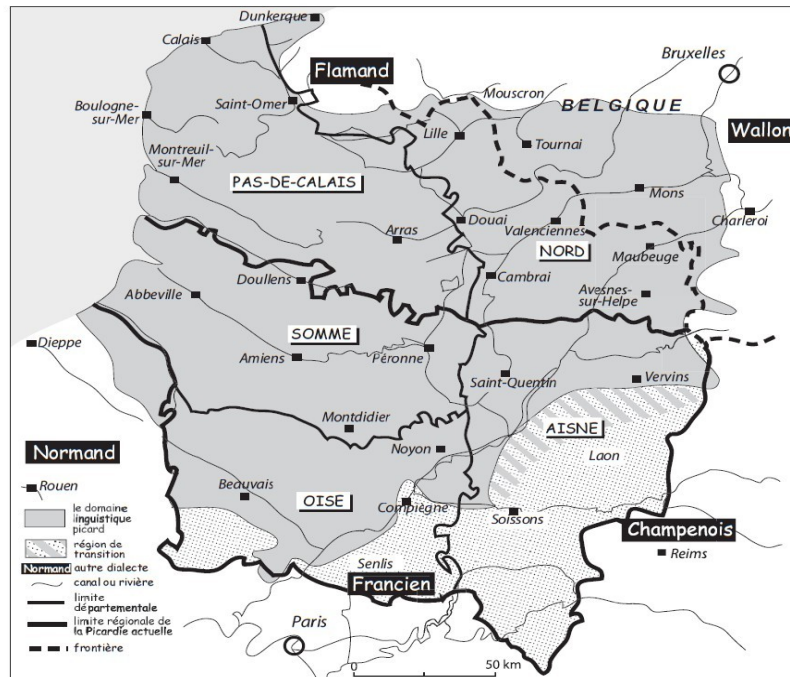 Dunkerque
Calais
Flamand
Bruxelles
Mouscron
BELGIQUE
Boulogne-
sur-Mer
Saint-Omer
Lille
Tournai
Wallon
Montreuil-
sur-Mer
PAS-DE-CALAIS
Mons
Douai
Valenciennes
Charleroi
Arras
NORD
Maubeuge
Cambrai
Doullens
Abbeville
Avesnes-
sur-Helpe
SOMME
Dieppe
Amiens
Péronne
Saint-Quentin
Vervins
Montdidier
AISNE
Noyon
Laon
Normand
Rouen
Beauvais
OISE
Compiègne
Soissons
Champenois
Reims
Senlis
Francien
Paris
le domaine
linguistique
picard
région de
transition
Normand autre dialecte
canal ou rivière
limite
départementale
limite régionale de
la Picardie actuelle
frontière
0 50 km